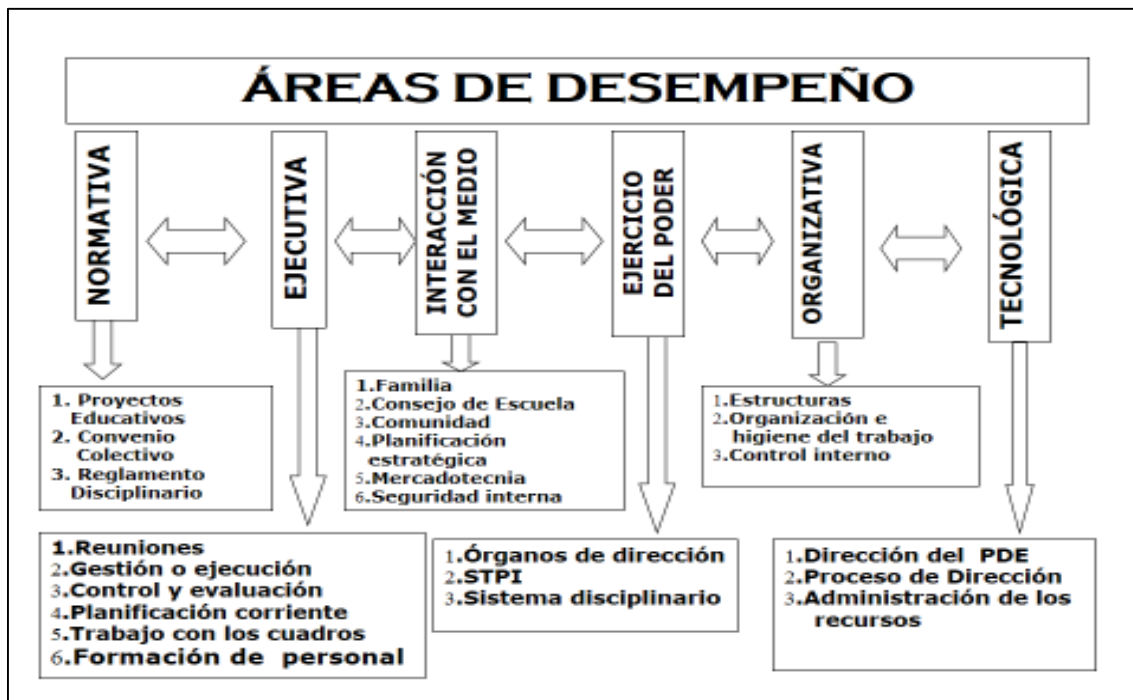 ÁREAS DE DESEMPEÑO
NORMATIVA
EJECUTIVA
INTERACCIÓN
CON EL MEDIO
EJERCICIO
DEL PODER
ORGANIZATIVA
TECNOLÓGICA
1. Proyectos
Educativos
2. Convenio
Colectivo
3. Reglamento
Disciplinario
1.Familia
2.Consejo de Escuela
3.Comunidad
4.Planificación
estratégica
5.Mercadotecnia
6.Seguridad interna
1.Estructuras
2.Organización e
higiene del trabajo
3.Control interno
1.Reuniones
2.Gestión o ejecución
3.Control y evaluación
4.Planificación corriente
5.Trabajo con los cuadros
6.Formación de personal
1.Órganos de dirección
2.STPI
3.Sistema disciplinario
1.Dirección del PDE
2.Proceso de Dirección
3.Administración de los
recursos